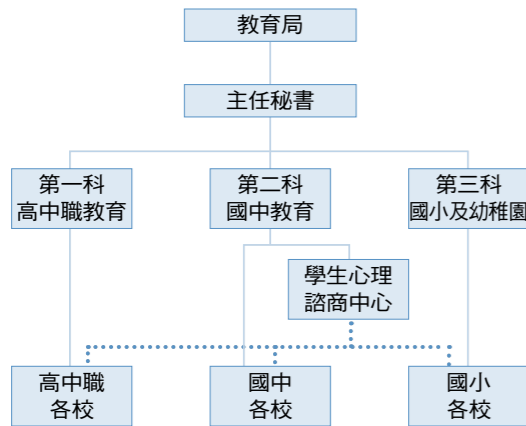 教育局
主任秘書
第一科
高中職教育
第二科
國中教育
第三科
國小及幼稚園
學生心理
諮商中心
高中職
各校
國中
各校
國小
各校